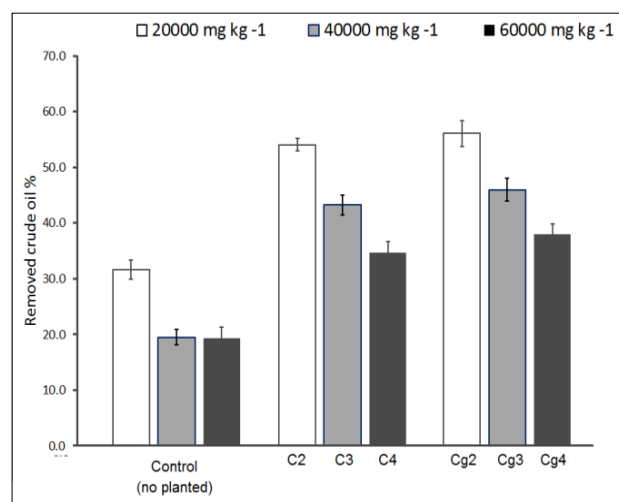 20000 mg kg -1 40000 mg kg -1 60000 mg kg -1
Removed crude oil %
70.0
60.0
50.0
40.0
30.0
20.0
10.0
0.0
C2 C3 C4 Cg2 Cg3 Cg4
Control
(no planted)